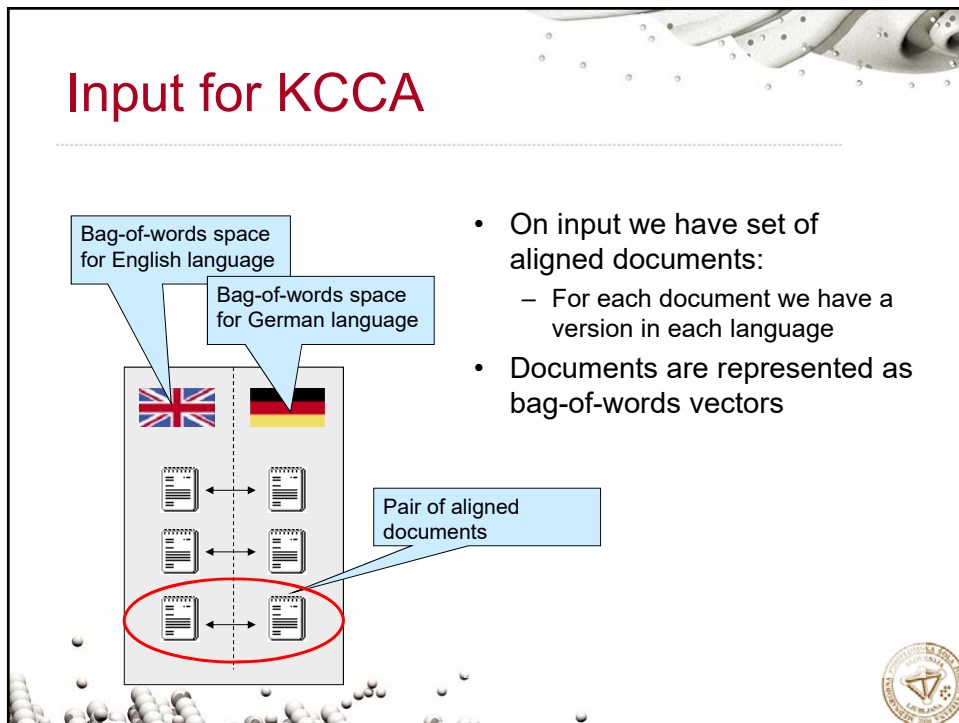 Input for KCCA
Bag-of-words space
for English language
Bag-of-words space
for German language
Pair of aligned
documents
• On input we have set of
aligned documents:
– For each document we have a
version in each language
• Documents are represented as
bag-of-words vectors
SLOVENIJA
LJUBLJANA